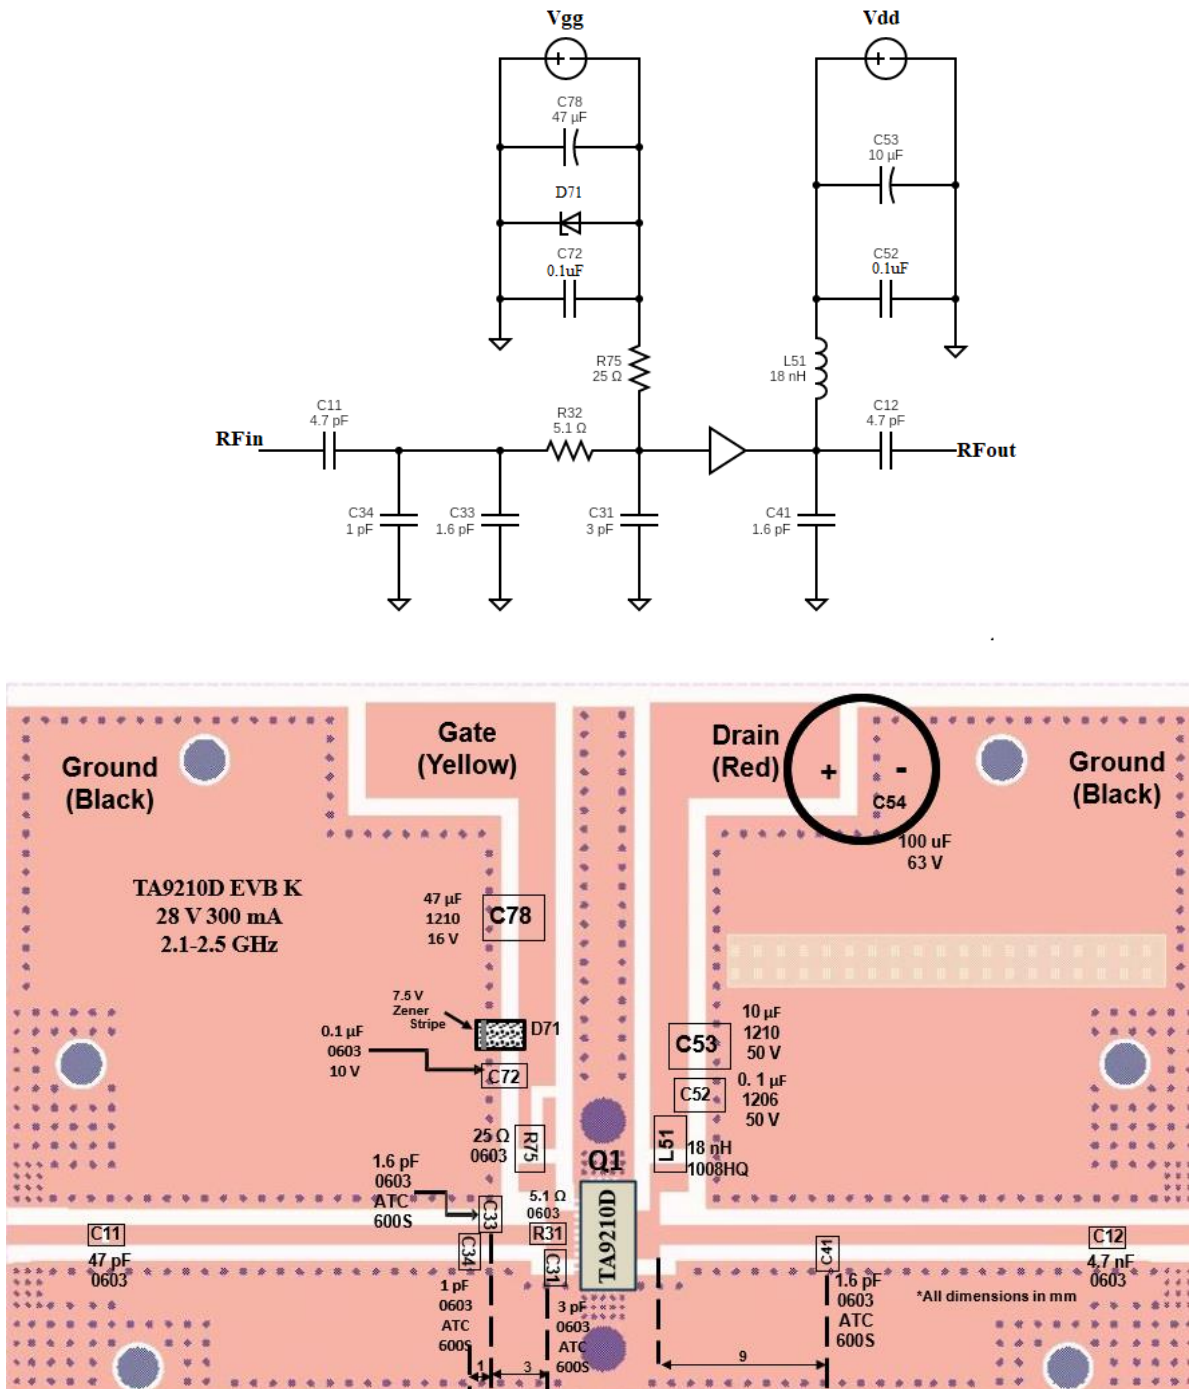 Vgg
Vdd
C78
47 µF
C53
10 µF
D71
C72
0.1uF
C52
0.1uF
R75
25 Ω
L51
18 nH
C11
4.7 pF
R32
5.1 Ω
C12
4.7 pF
RFin
RFout
C34
1 pF
C33
1.6 pF
C31
3 pF
C41
1.6 pF
Ground
(Black)
Gate
(Yellow)
Drain
(Red)
+ -
C54
100 uF
63 V
Ground
(Black)
TA9210D EVB K
28 V 300 mA
2.1-2.5 GHz
47 µF
1210
16 V
C78
7.5 V
Zener
Stripe
D71
0.1 µF
0603
10 V
C72
C53
10 µF
1210
50 V
C52
0. 1 µF
1206
50 V
25 Ω
0603
R75
L51
18 nH
1008HQ
Q1
TA9210D
1.6 pF
0603
ATC
600S
C33
5.1 Ω
0603
R31
C11
47 pF
0603
C34
1 pF
0603
ATC
600S
C31
3 pF
0603
ATC
600S
C41
1.6 pF
0603
ATC
600S
C12
4.7 nF
0603
*All dimensions in mm
1
3
9